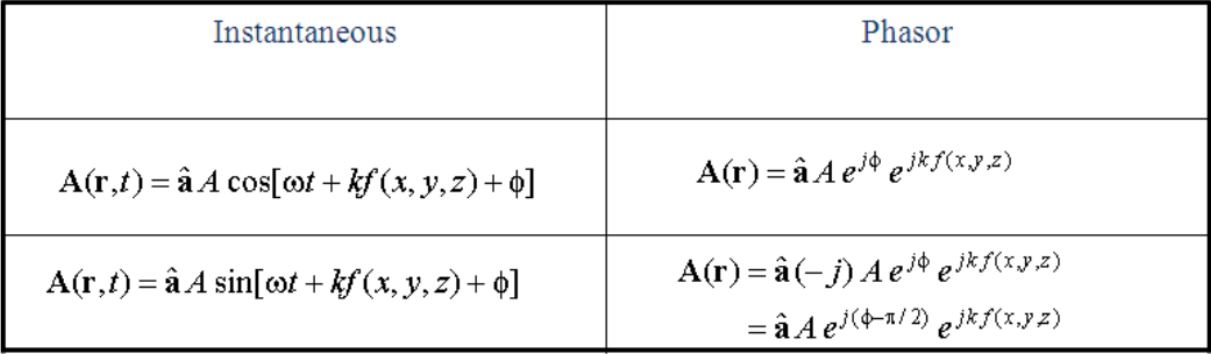 Instantaneous
Phasor
A(r,t) = â A cos[ωt + kf(x, y, z) + ϕ]
A(r) = â A e^{jϕ} e^{jkf(x,y,z)}
A(r,t) = â A sin[ωt + kf(x, y, z) + ϕ]
A(r) = â(−j) A e^{jϕ} e^{jkf(x,y,z)}
= â A e^{j(ϕ−π/2)} e^{jkf(x,y,z)}